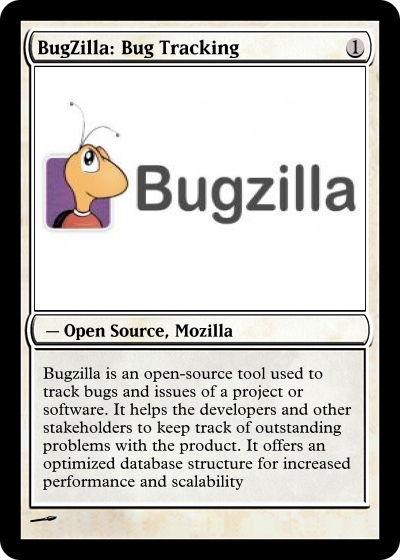 BugZilla: Bug Tracking 1
Bugzilla
— Open Source, Mozilla
Bugzilla is an open-source tool used to
track bugs and issues of a project or
software. It helps the developers and other
stakeholders to keep track of outstanding
problems with the product. It offers an
optimized database structure for increased
performance and scalability